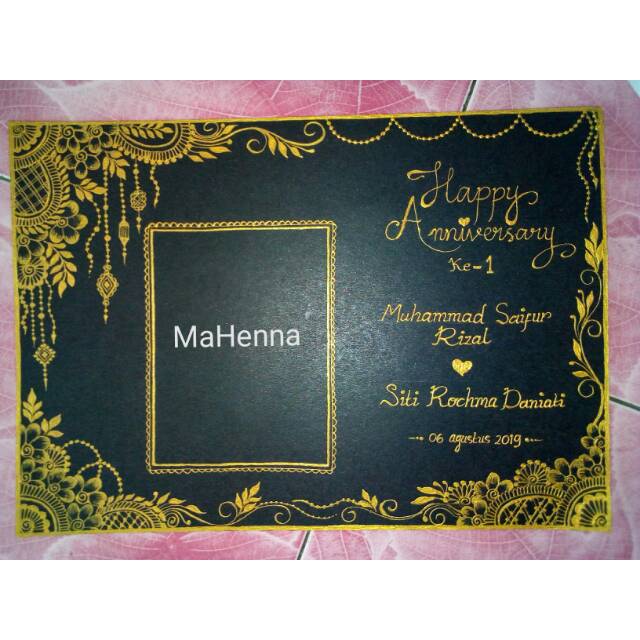 MaHenna
Happy
Anniversary
Ke-1
Muhammad Saifur
Rizal
Siti Rochma Daniati
06 agustus 2019